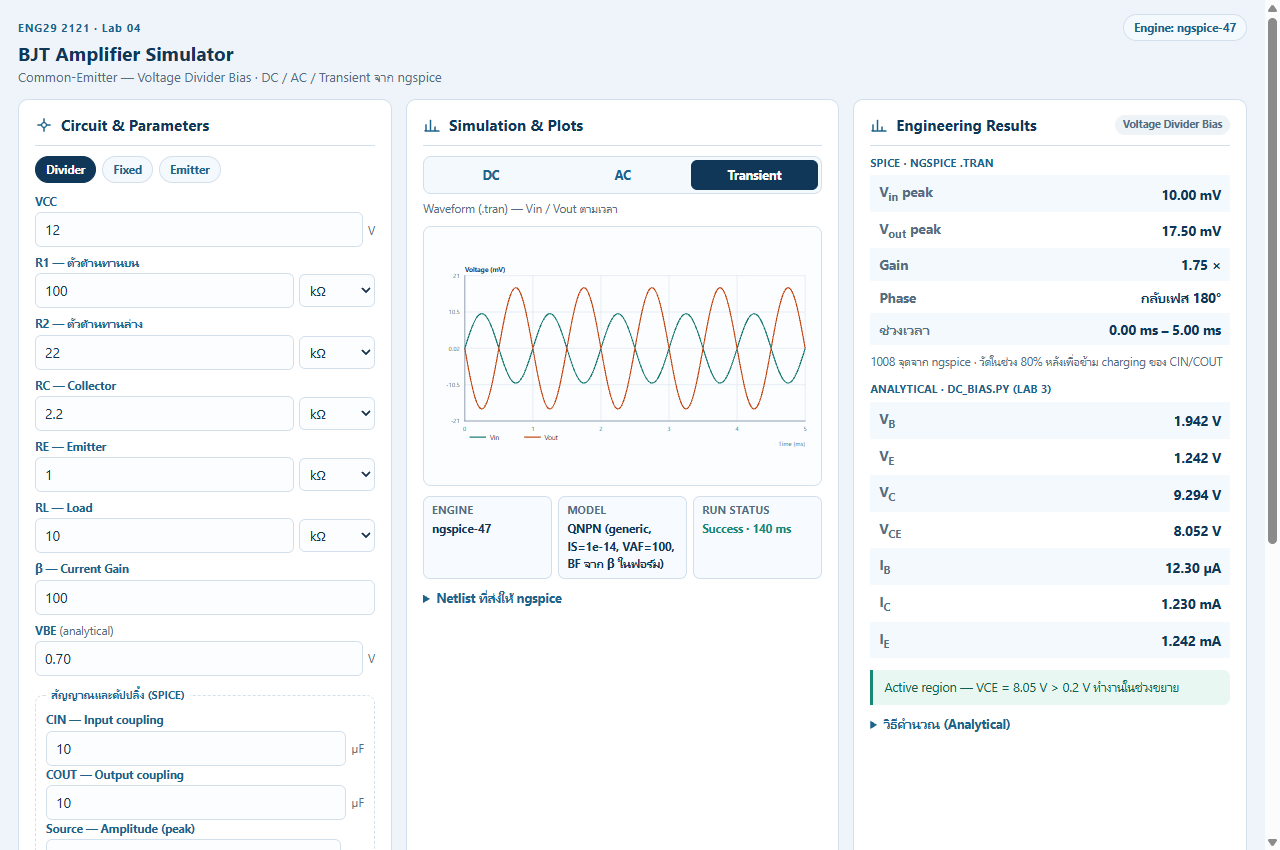 ENG29 2121 · Lab 04
BJT Amplifier Simulator
Common-Emitter — Voltage Divider Bias · DC / AC / Transient จาก ngspice
Engine: ngspice-47
Circuit & Parameters
Divider
Fixed
Emitter
VCC
12
V
R1 — ตัวต้านทานบน
100
kΩ
R2 — ตัวต้านทานล่าง
22
kΩ
RC — Collector
2.2
kΩ
RE — Emitter
1
kΩ
RL — Load
10
kΩ
β — Current Gain
100
VBE (analytical)
0.70
V
สัญญาณและคัปปลิ้ง (SPICE)
CIN — Input coupling
10
µF
COUT — Output coupling
10
µF
Source — Amplitude (peak)
Simulation & Plots
DC
AC
Transient
Waveform (.tran) — Vin / Vout ตามเวลา
Voltage (mV)
21
10.5
0.02
-10.5
-21
0
1
2
3
4
5
Vin
Vout
Time (ms)
ENGINE
ngspice-47
MODEL
QNPN (generic,
IS=1e-14, VAF=100,
BF จาก β ในฟอร์ม)
RUN STATUS
Success · 140 ms
Netlist ที่ส่งให้ ngspice
Engineering Results
Voltage Divider Bias
SPICE · NGSPICE .TRAN
Vin peak
10.00 mV
Vout peak
17.50 mV
Gain
1.75 ×
Phase
กลับเฟส 180°
ช่วงเวลา
0.00 ms – 5.00 ms
1008 จุดจาก ngspice · วัดในช่วง 80% หลังเพื่อข้าม charging ของ CIN/COUT
ANALYTICAL · DC_BIAS.PY (LAB 3)
VB
1.942 V
VE
1.242 V
VC
9.294 V
VCE
8.052 V
IB
12.30 µA
IC
1.230 mA
IE
1.242 mA
Active region — VCE = 8.05 V > 0.2 V ทำงานในช่วงขยาย
วิธีคำนวณ (Analytical)